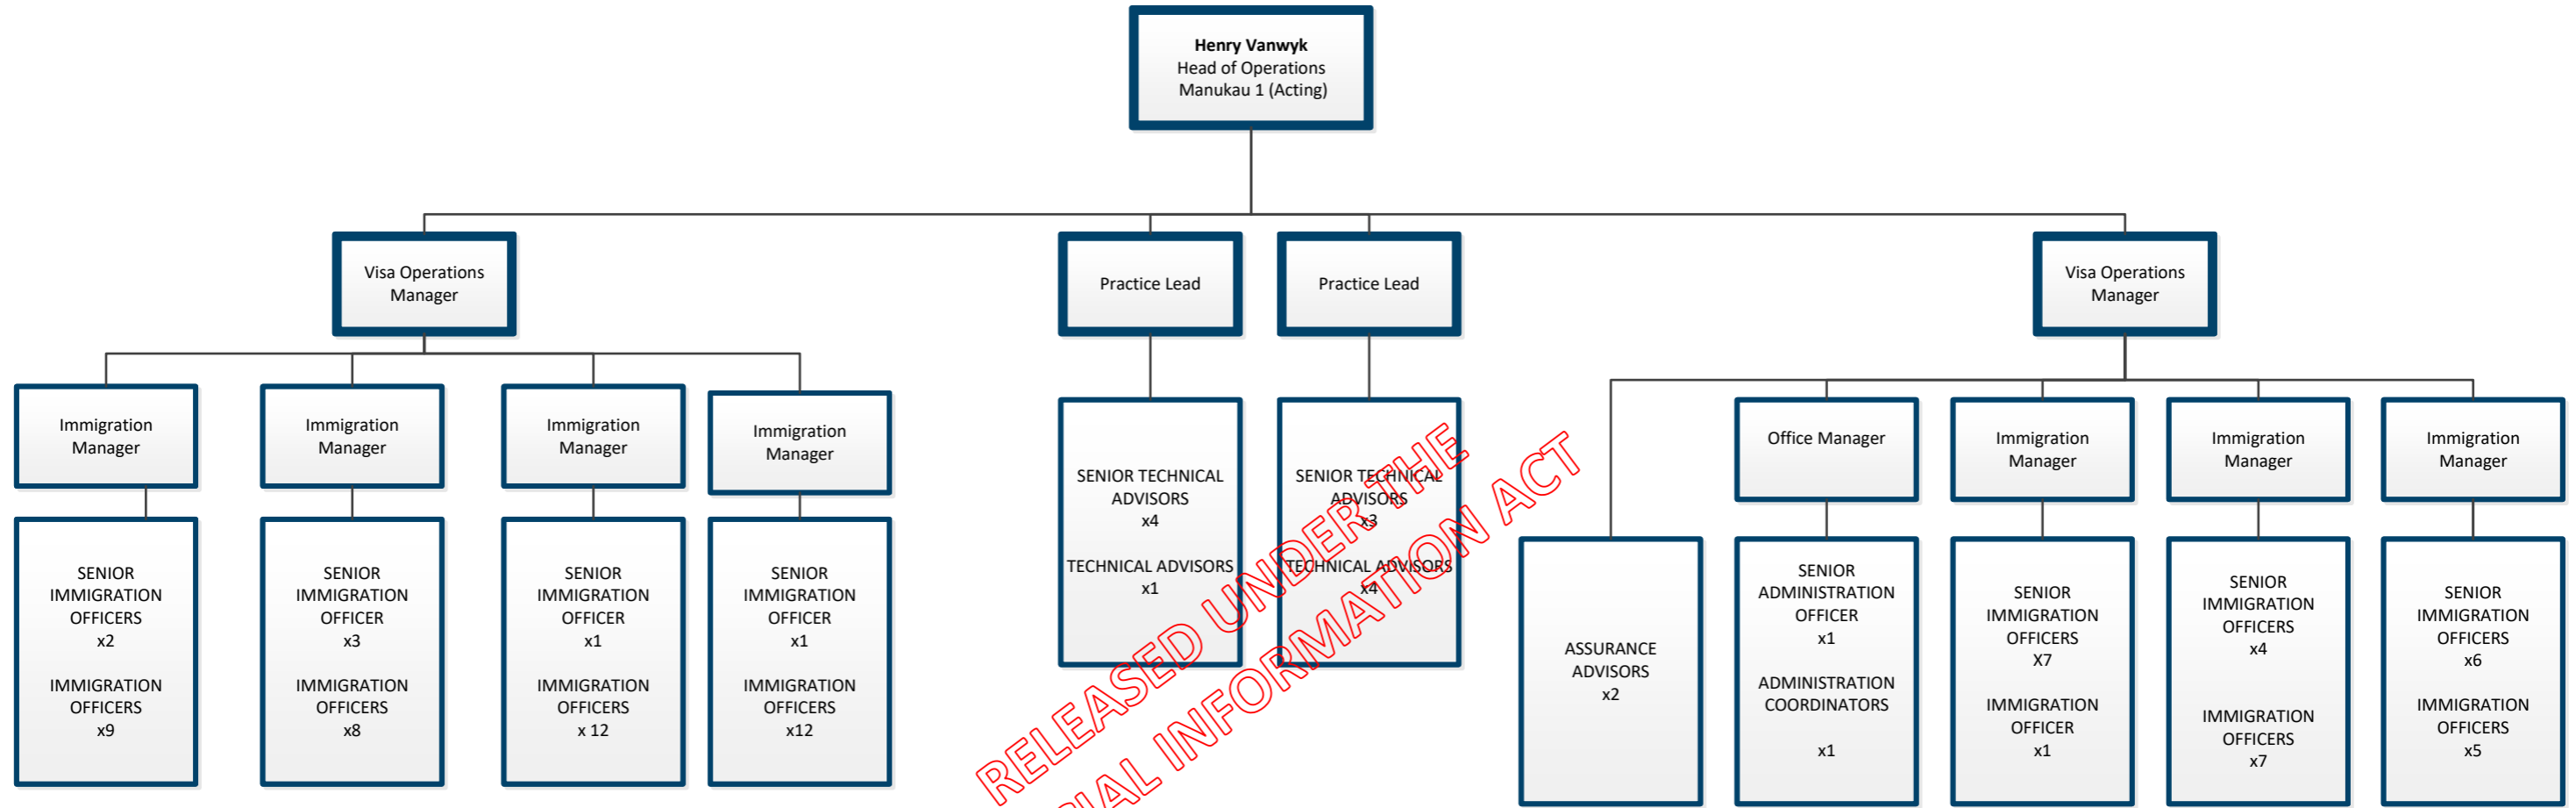 Henry Vanwyk
Head of Operations
Manukau 1 (Acting)
Visa Operations
Manager
Practice Lead
Practice Lead
Visa Operations
Manager
Immigration
Manager
Immigration
Manager
Immigration
Manager
Immigration
Manager
Office Manager
Immigration
Manager
Immigration
Manager
Immigration
Manager
SENIOR
IMMIGRATION
OFFICERS
x2
IMMIGRATION
OFFICERS
x9
SENIOR
IMMIGRATION
OFFICER
x3
IMMIGRATION
OFFICERS
x8
SENIOR
IMMIGRATION
OFFICER
x1
IMMIGRATION
OFFICERS
x 12
SENIOR
IMMIGRATION
OFFICER
x1
IMMIGRATION
OFFICERS
x12
SENIOR TECHNICAL
ADVISORS
x4
TECHNICAL ADVISORS
x1
SENIOR TECHNICAL
ADVISORS
x3
TECHNICAL ADVISORS
x4
ASSURANCE
ADVISORS
x2
SENIOR
ADMINISTRATION
OFFICER
x1
ADMINISTRATION
COORDINATORS
x1
SENIOR
IMMIGRATION
OFFICERS
X7
IMMIGRATION
OFFICER
x1
SENIOR
IMMIGRATION
OFFICERS
x4
IMMIGRATION
OFFICERS
x7
SENIOR
IMMIGRATION
OFFICERS
x6
IMMIGRATION
OFFICERS
x5
RELEASED UNDER THE
INFORMATION ACT